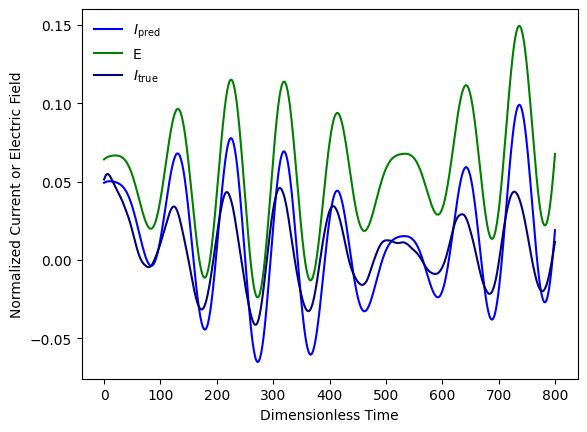 Normalized Current or Electric Field
0.15
0.10
0.05
0.00
−0.05
I_pred
E
I_true
0 100 200 300 400 500 600 700 800
Dimensionless Time